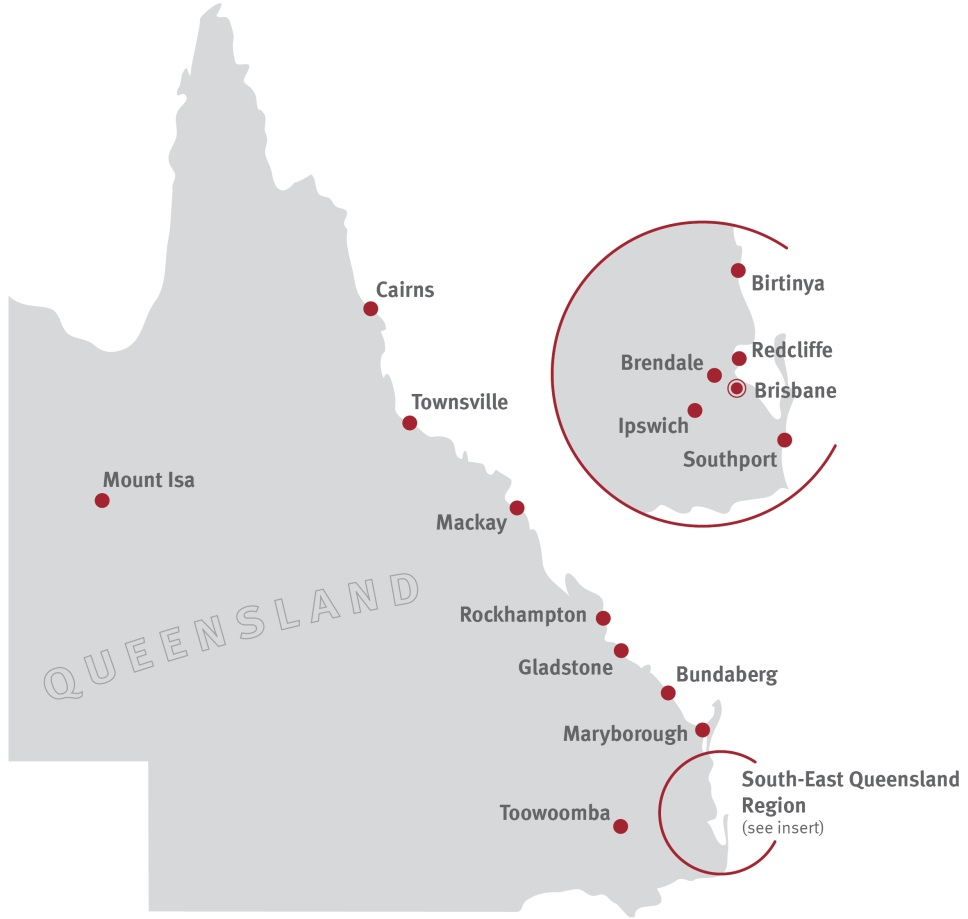 Cairns
Birtinya
Redcliffe
Brendale
Brisbane
Townsville
Ipswich
Southport
Mount Isa
Mackay
QUEENSLAND
Rockhampton
Gladstone
Bundaberg
Maryborough
South-East Queensland
Region
(see insert)
Toowoomba